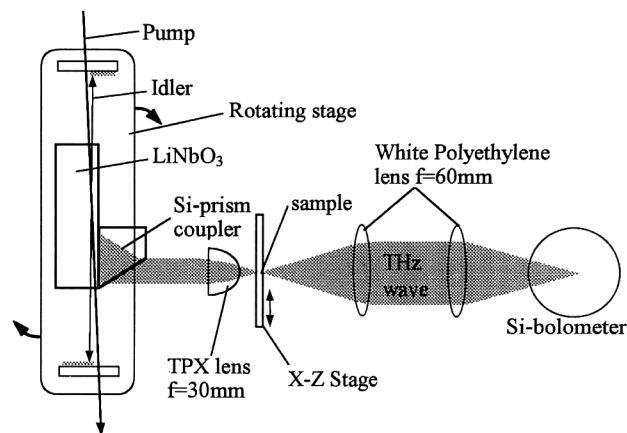 Pump
Idler
Rotating stage
LiNbO₃
Si-prism
coupler
White Polyethylene
lens f=60mm
sample
THz
wave
Si-bolometer
TPX lens
f=30mm
X-Z Stage